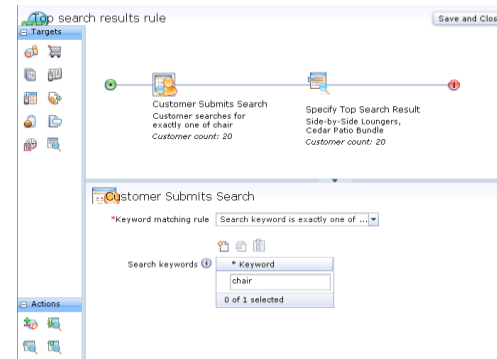 Top search results rule
Save and Clos
Targets
Customer Submits Search
Customer searches for
exactly one of chair
Customer count: 20
Specify Top Search Result
Side-by-Side Loungers,
Cedar Patio Bundle
Customer count: 20
Customer Submits Search
*Keyword matching rule
Search keyword is exactly one of ...
Search keywords
* Keyword
chair
0 of 1 selected
Actions